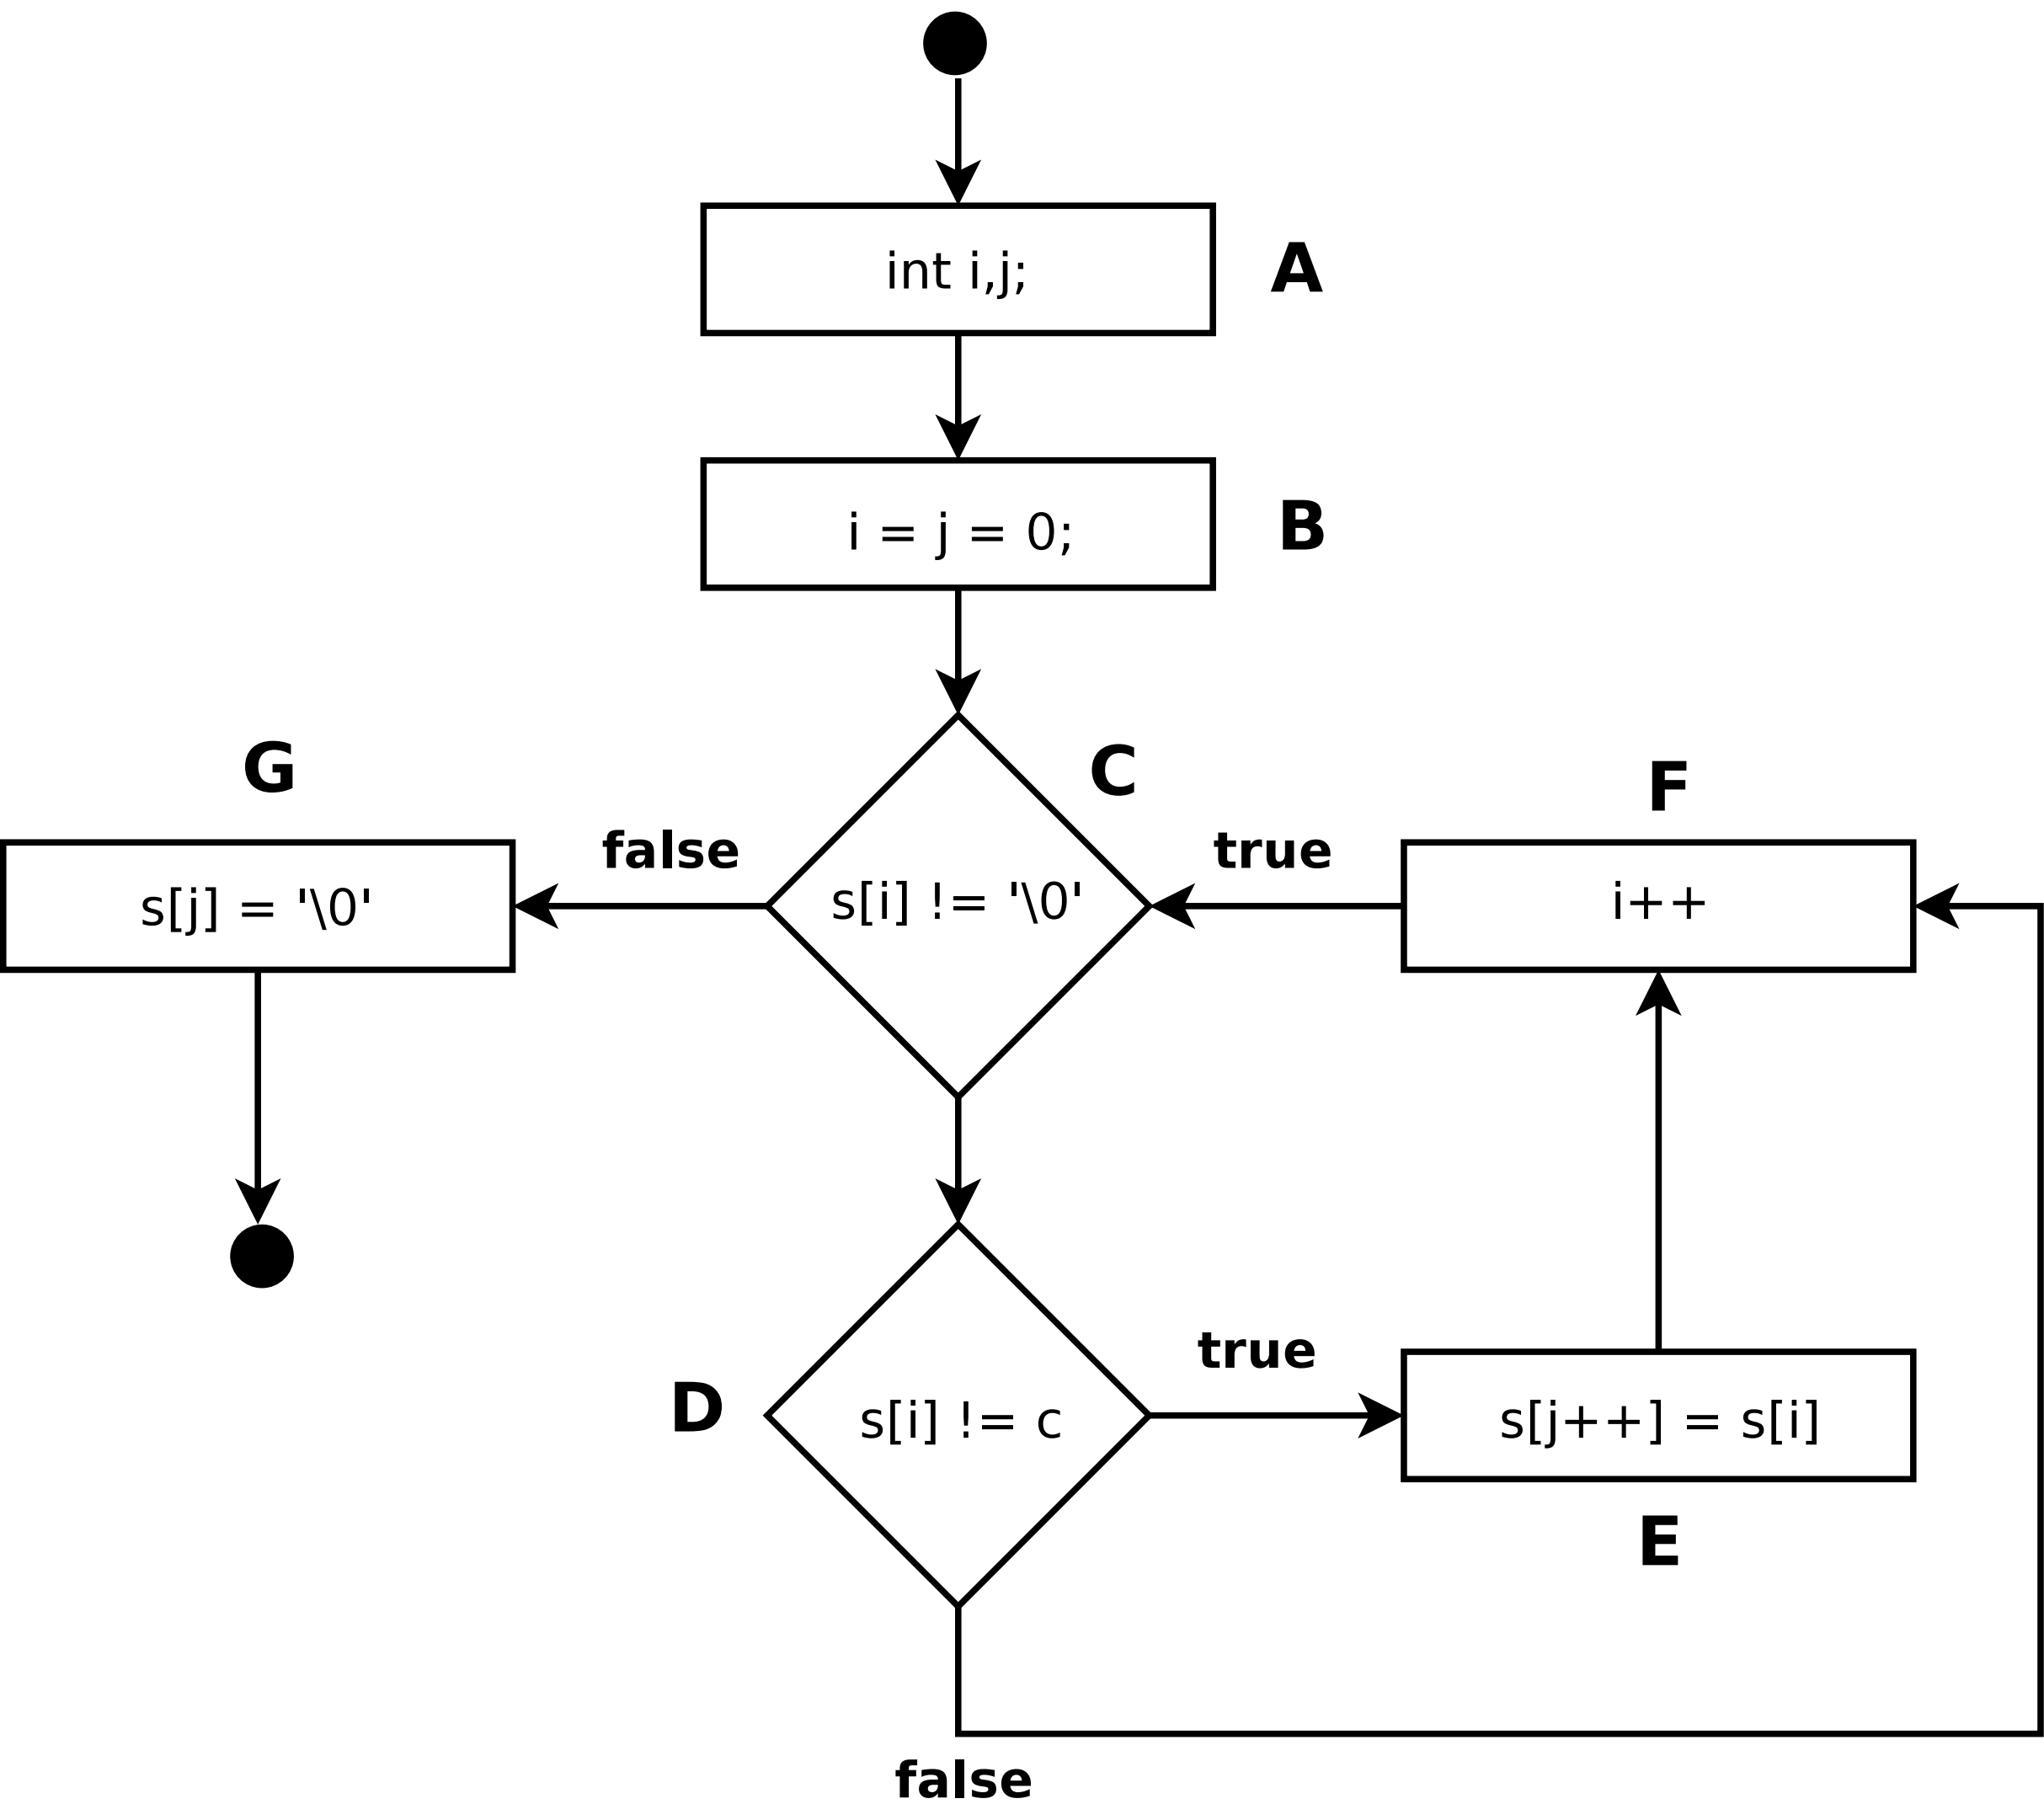 int i,j;
A
i = j = 0;
B
G
C
F
false
true
s[j] = '\0'
s[i] != '\0'
i++
true
D
s[i] != c
s[j++] = s[i]
E
false